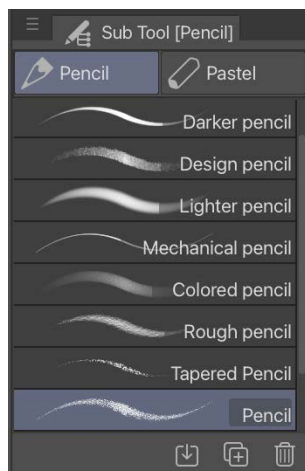 Sub Tool [Pencil]
Pencil
Pastel
Darker pencil
Design pencil
Lighter pencil
Mechanical pencil
Colored pencil
Rough pencil
Tapered Pencil
Pencil